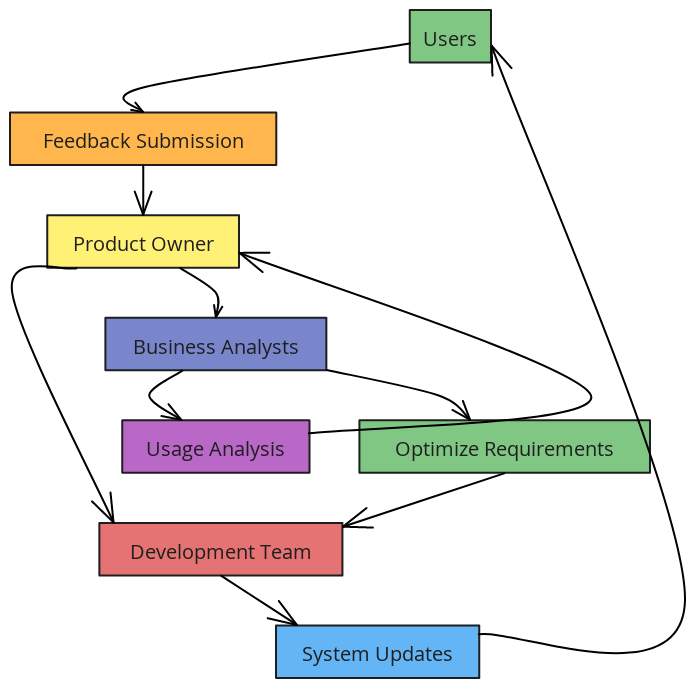 Users
Feedback Submission
Product Owner
Business Analysts
Usage Analysis
Optimize Requirements
Development Team
System Updates